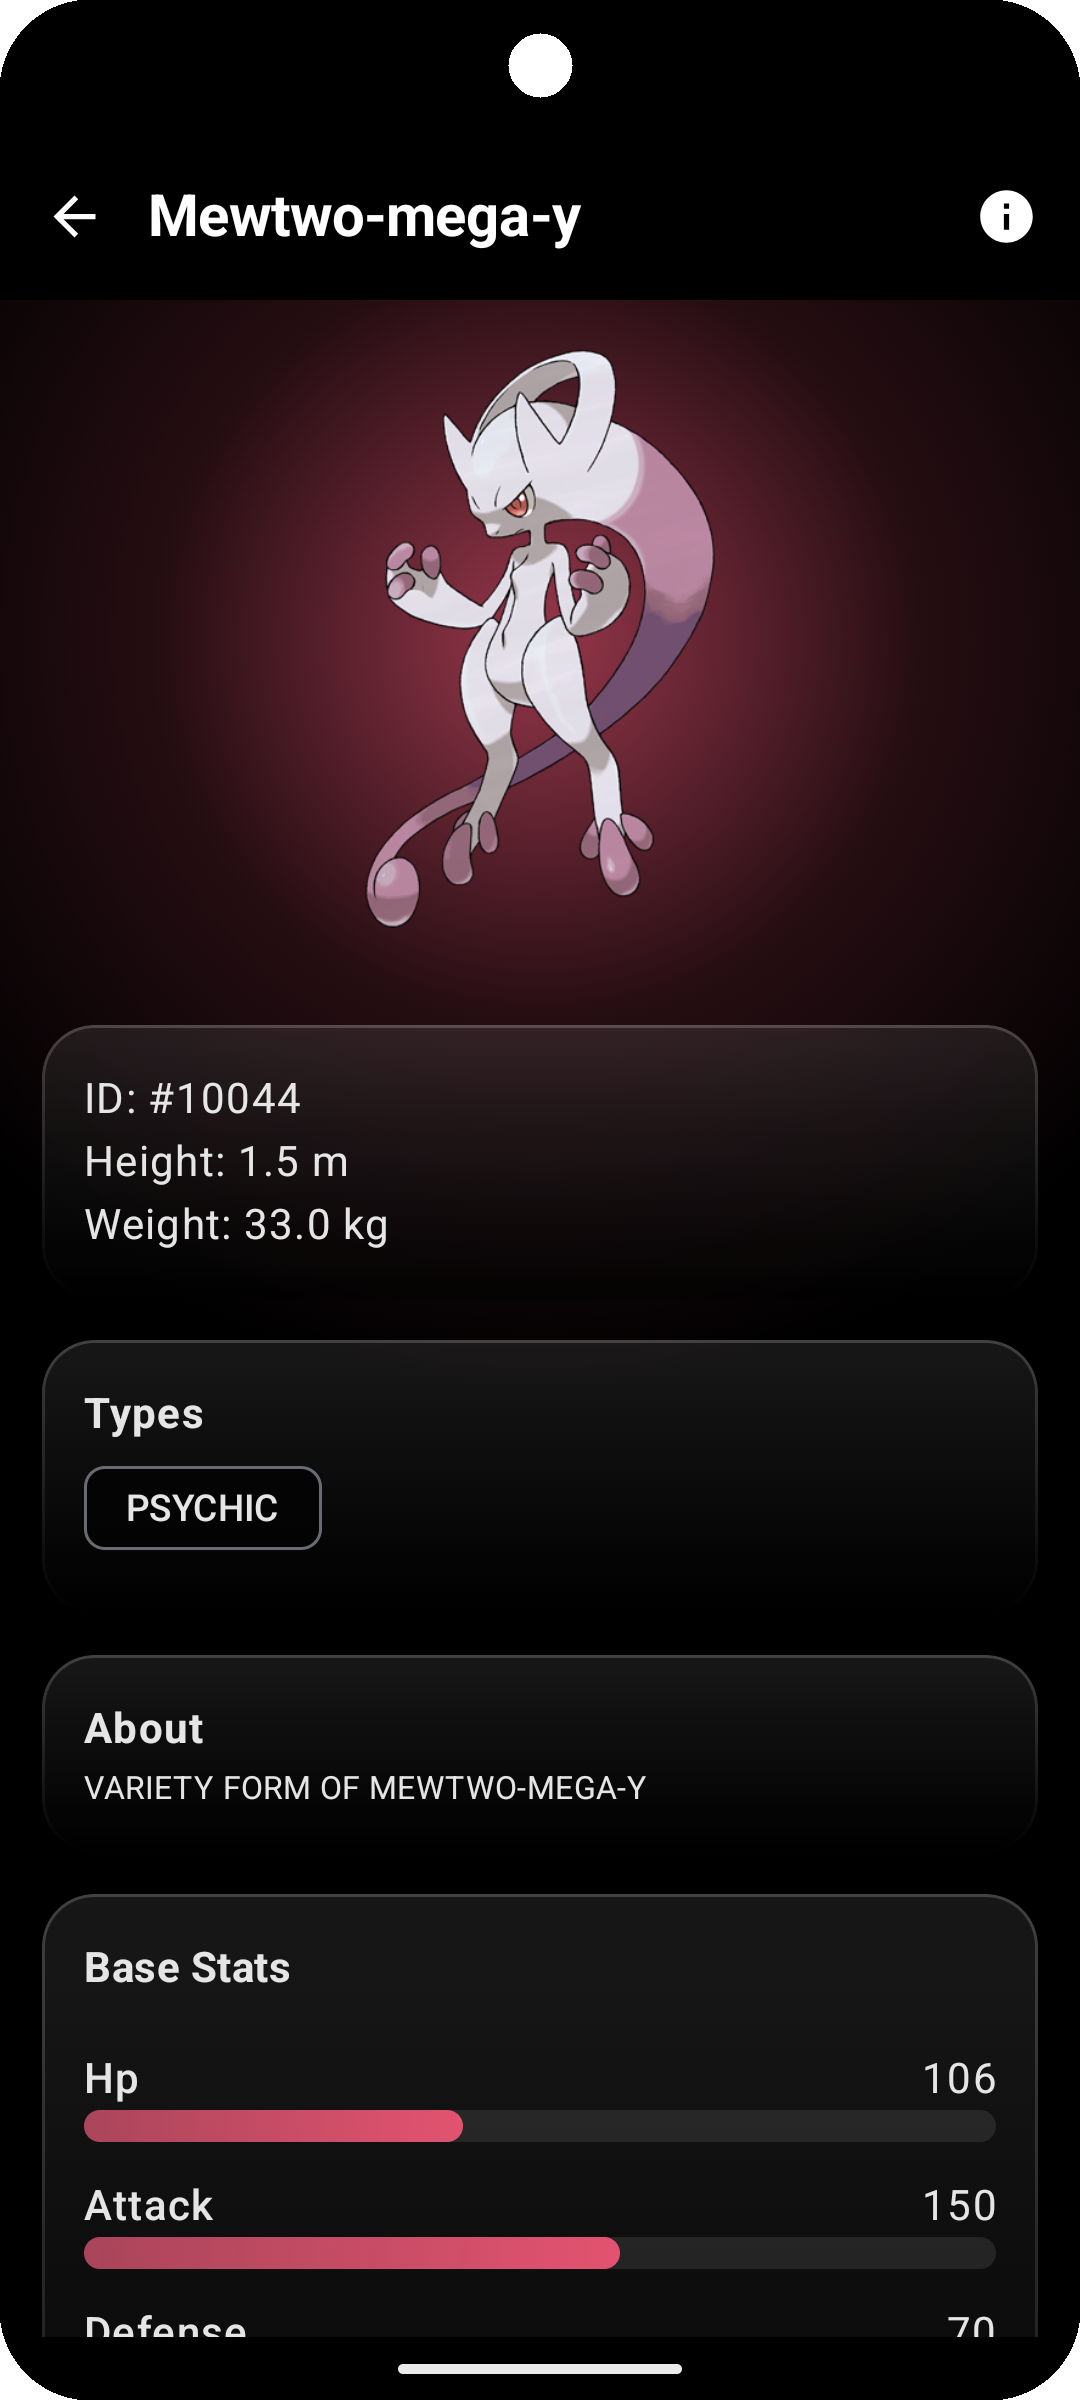 Mewtwo-mega-y
ID: #10044
Height: 1.5 m
Weight: 33.0 kg
Types
PSYCHIC
About
VARIETY FORM OF MEWTWO-MEGA-Y
Base Stats
Hp 106
Attack 150
Defense 70